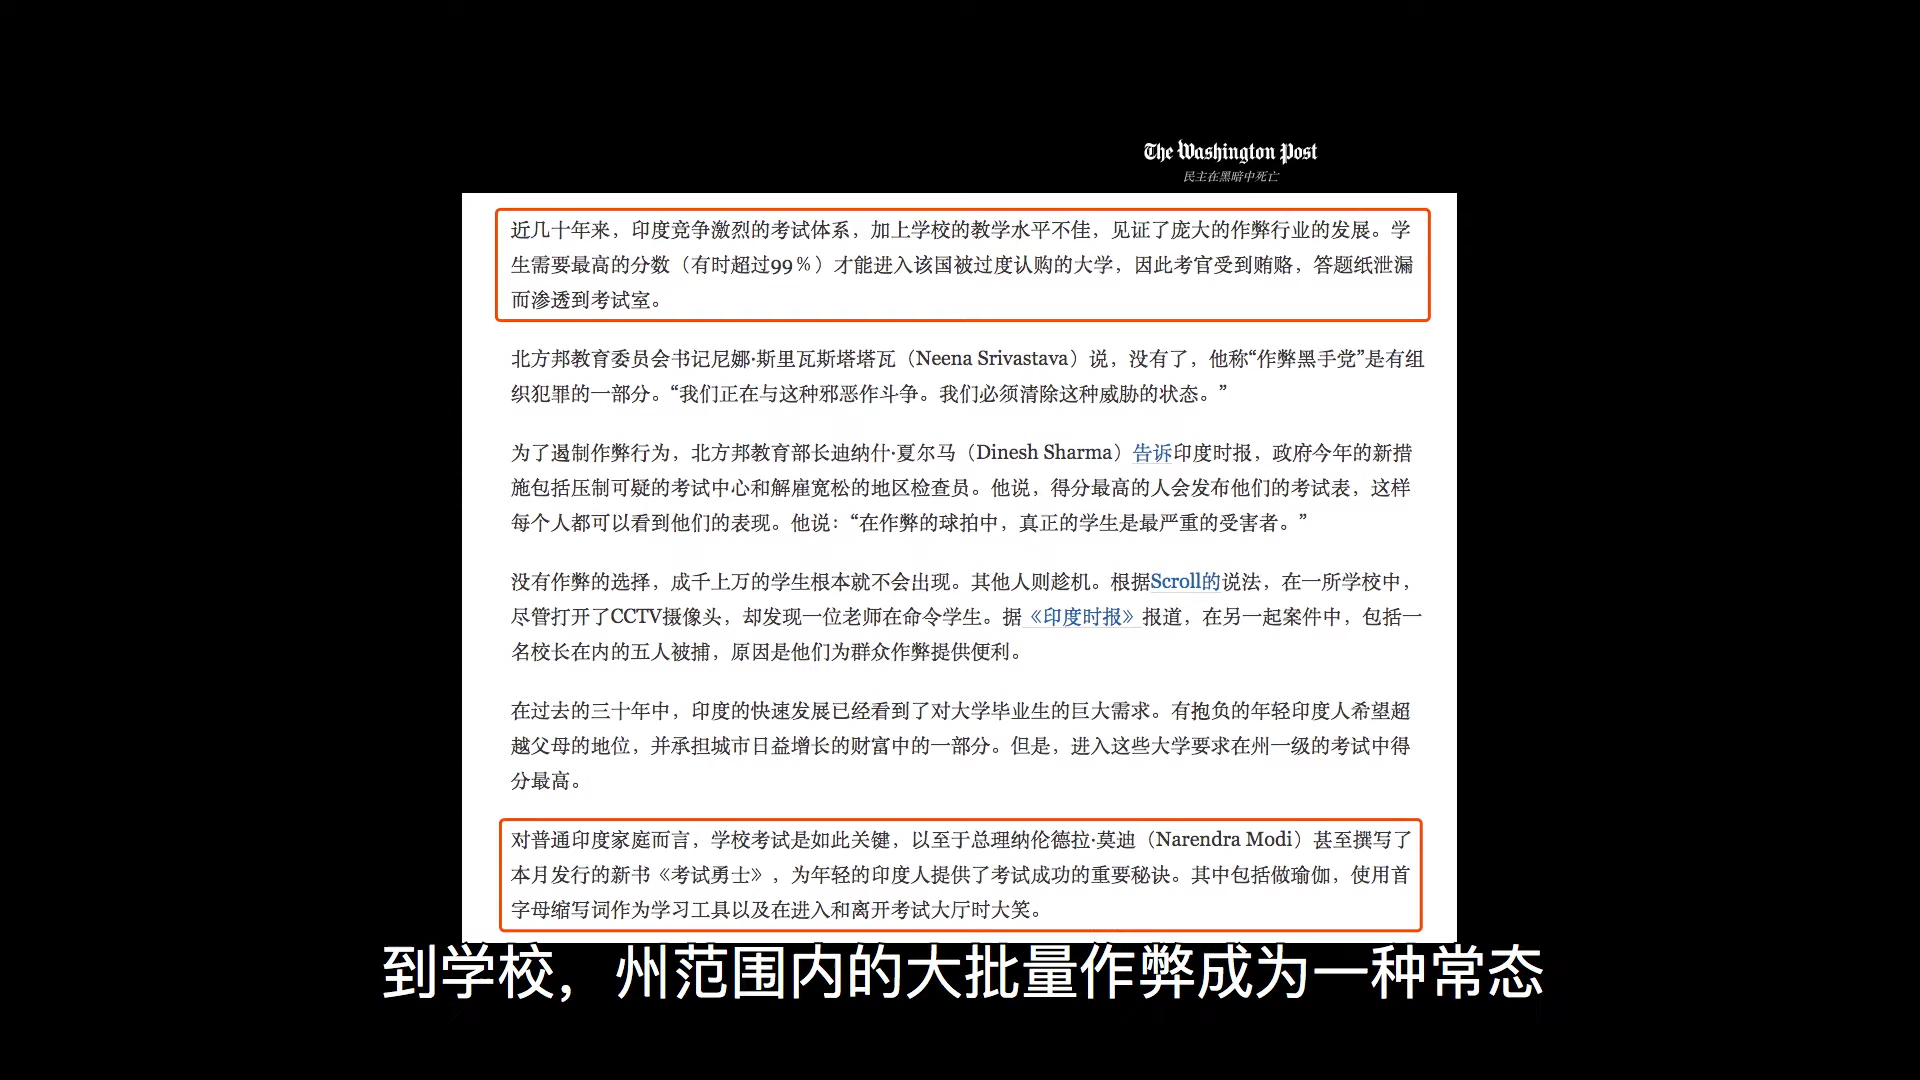 The Washington Post
民主在黑暗中死亡
近几十年来，印度竞争激烈的考试体系，加上学校的教学水平不佳，见证了庞大的作弊行业的发展。学
生需要最高的分数（有时超过99％）才能进入该国被过度认购的大学，因此考官受到贿赂，答题纸泄漏
而渗透到考试室。
北方邦教育委员会书记尼娜·斯里瓦斯塔塔瓦（Neena Srivastava）说，没有了，他称“作弊黑手党”是有组
织犯罪的一部分。“我们正在与这种邪恶作斗争。我们必须清除这种威胁的状态。”
为了遏制作弊行为，北方邦教育部长迪纳什·夏尔马（Dinesh Sharma）告诉印度时报，政府今年的新措
施包括压制可疑的考试中心和解雇宽松的地区检查员。他说，得分最高的人会发布他们的考试表，这样
每个人都可以看到他们的表现。他说：“在作弊的球拍中，真正的学生是最严重的受害者。”
没有作弊的选择，成千上万的学生根本就不会出现。其他人则趁机。根据Scroll的说法，在一所学校中，
尽管打开了CCTV摄像头，却发现一位老师在命令学生。据《印度时报》报道，在另一起案件中，包括一
名校长在内的五人被捕，原因是他们为群众作弊提供便利。
在过去的三十年中，印度的快速发展已经看到了对大学毕业生的巨大需求。有抱负的年轻印度人希望超
越父母的地位，并承担城市日益增长的财富中的一部分。但是，进入这些大学要求在州一级的考试中得
分最高。
对普通印度家庭而言，学校考试是如此关键，以至于总理纳伦德拉·莫迪（Narendra Modi）甚至撰写了
本月发行的新书《考试勇士》，为年轻的印度人提供了考试成功的重要秘诀。其中包括做瑜伽，使用首
字母缩写词作为学习工具以及在进入和离开考试大厅时大笑。
到学校，州范围内的大批量作弊成为一种常态